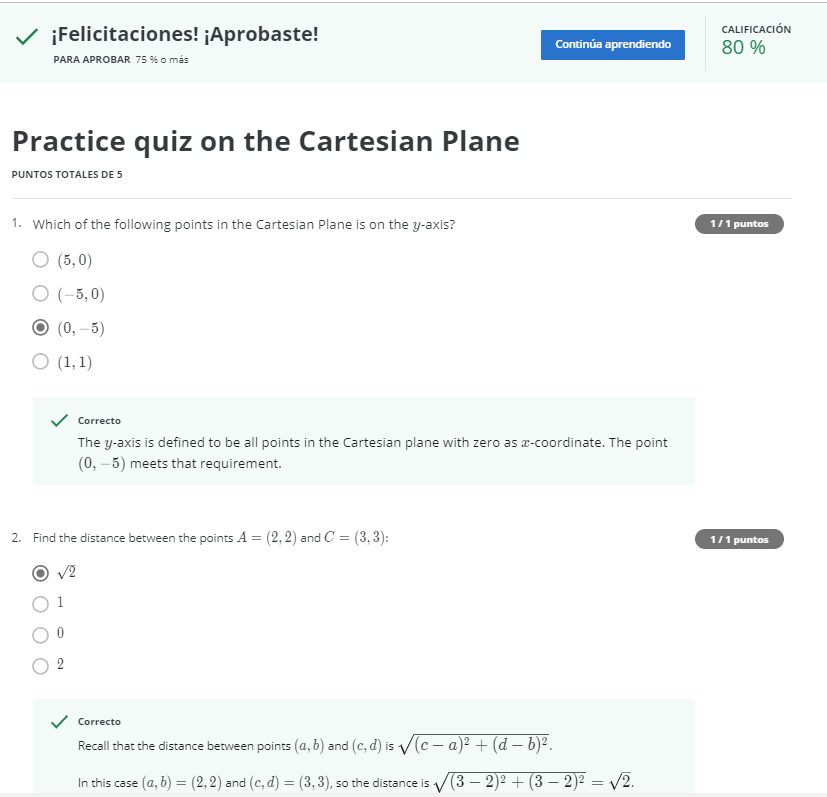 ¡Felicitaciones! ¡Aprobaste!
PARA APROBAR 75 % o más
Continúa aprendiendo
CALIFICACIÓN
80 %
Practice quiz on the Cartesian Plane
PUNTOS TOTALES DE 5
1. Which of the following points in the Cartesian Plane is on the y-axis?
1 / 1 puntos
(5, 0)
(−5, 0)
(0, −5)
(1, 1)
Correcto
The y-axis is defined to be all points in the Cartesian plane with zero as x-coordinate. The point
(0, −5) meets that requirement.
2. Find the distance between the points A = (2, 2) and C = (3, 3):
1 / 1 puntos
√2
1
0
2
Correcto
Recall that the distance between points (a, b) and (c, d) is √(c − a)² + (d − b)².
In this case (a, b) = (2, 2) and (c, d) = (3, 3), so the distance is √(3 − 2)² + (3 − 2)² = √2.